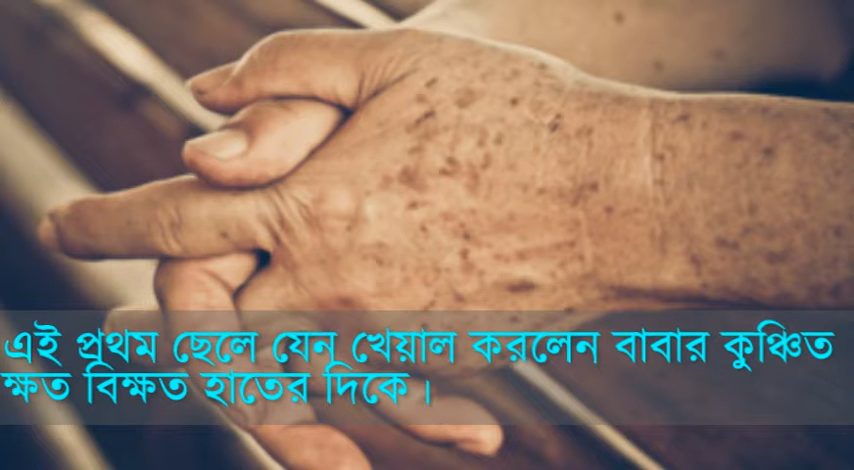 এই প্রথম ছেলে যেন খেয়াল করলেন বাবার কুঞ্চিত
ক্ষত বিক্ষত হাতের দিকে।